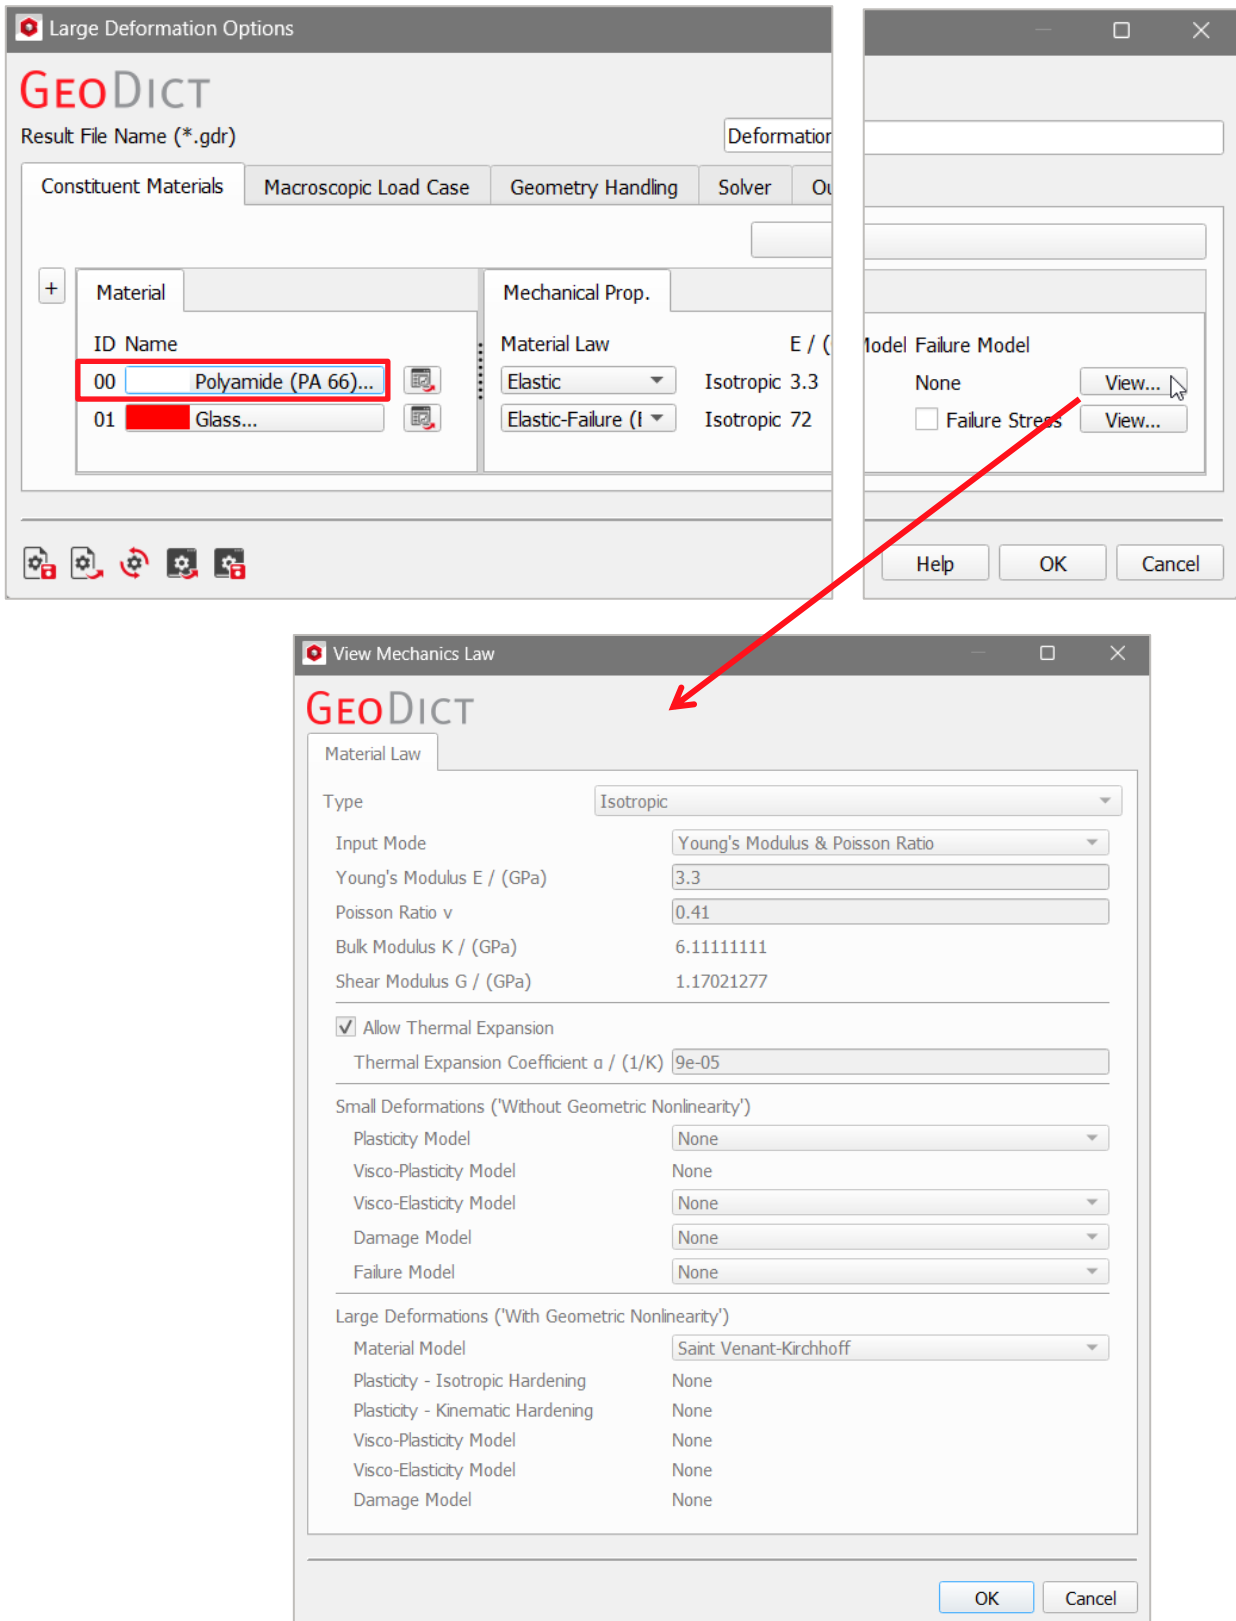 Large Deformation Options
GEODICT
Result File Name (*.gdr)
Deformation
Constituent Materials
Macroscopic Load Case
Geometry Handling
Solver
+
Material
Mechanical Prop.
ID Name
Material Law
E / (
Model Failure Model
00 Polyamide (PA 66)...
Elastic
Isotropic 3.3
None
View...
01 Glass...
Elastic-Failure (
Isotropic 72
Failure Stress
View...
Help
OK
Cancel
View Mechanics Law
GEODICT
Material Law
Type
Isotropic
Input Mode
Young's Modulus & Poisson Ratio
Young's Modulus E / (GPa)
3.3
Poisson Ratio ν
0.41
Bulk Modulus K / (GPa)
6.11111111
Shear Modulus G / (GPa)
1.17021277
Allow Thermal Expansion
Thermal Expansion Coefficient α / (1/K)
9e-05
Small Deformations ('Without Geometric Nonlinearity')
Plasticity Model
None
Visco-Plasticity Model
None
Visco-Elasticity Model
None
Damage Model
None
Failure Model
None
Large Deformations ('With Geometric Nonlinearity')
Material Model
Saint Venant-Kirchhoff
Plasticity - Isotropic Hardening
None
Plasticity - Kinematic Hardening
None
Visco-Plasticity Model
None
Visco-Elasticity Model
None
Damage Model
None
OK
Cancel